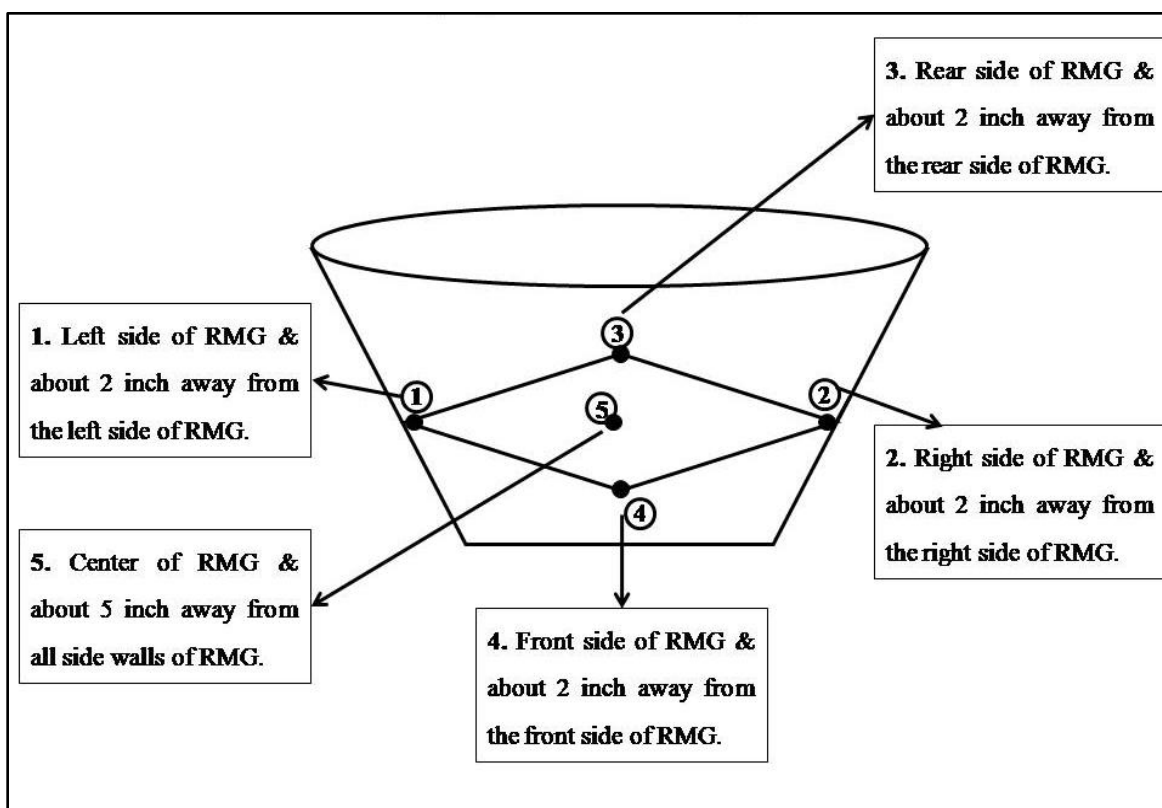 3. Rear side of RMG &
about 2 inch away from
the rear side of RMG.
1. Left side of RMG &
about 2 inch away from
the left side of RMG.
3
1
2
5
4
2. Right side of RMG &
about 2 inch away from
the right side of RMG.
5. Center of RMG &
about 5 inch away from
all side walls of RMG.
4. Front side of RMG &
about 2 inch away from
the front side of RMG.